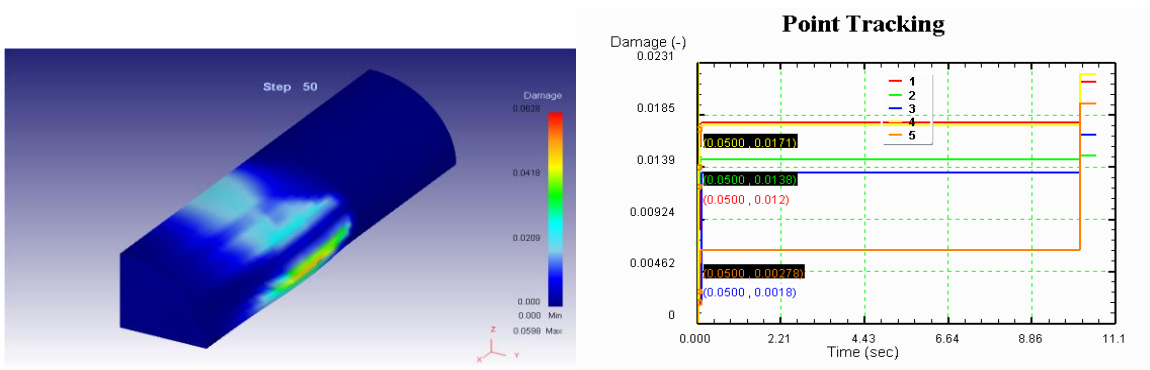 Step 50
Damage
0.0628
0.0418
0.0209
0.000
0.000 Min
0.0598 Max
Z
X
Y
Point Tracking
Damage (-)
0.0231
0.0185
0.0139
0.00924
0.00462
0
1
2
3
4
5
(0.0500 , 0.0171)
(0.0500 , 0.0138)
(0.0500 , 0.012)
(0.0500 , 0.00278)
(0.0500 , 0.0018)
0.000 2.21 4.43 6.64 8.86 11.1
Time (sec)